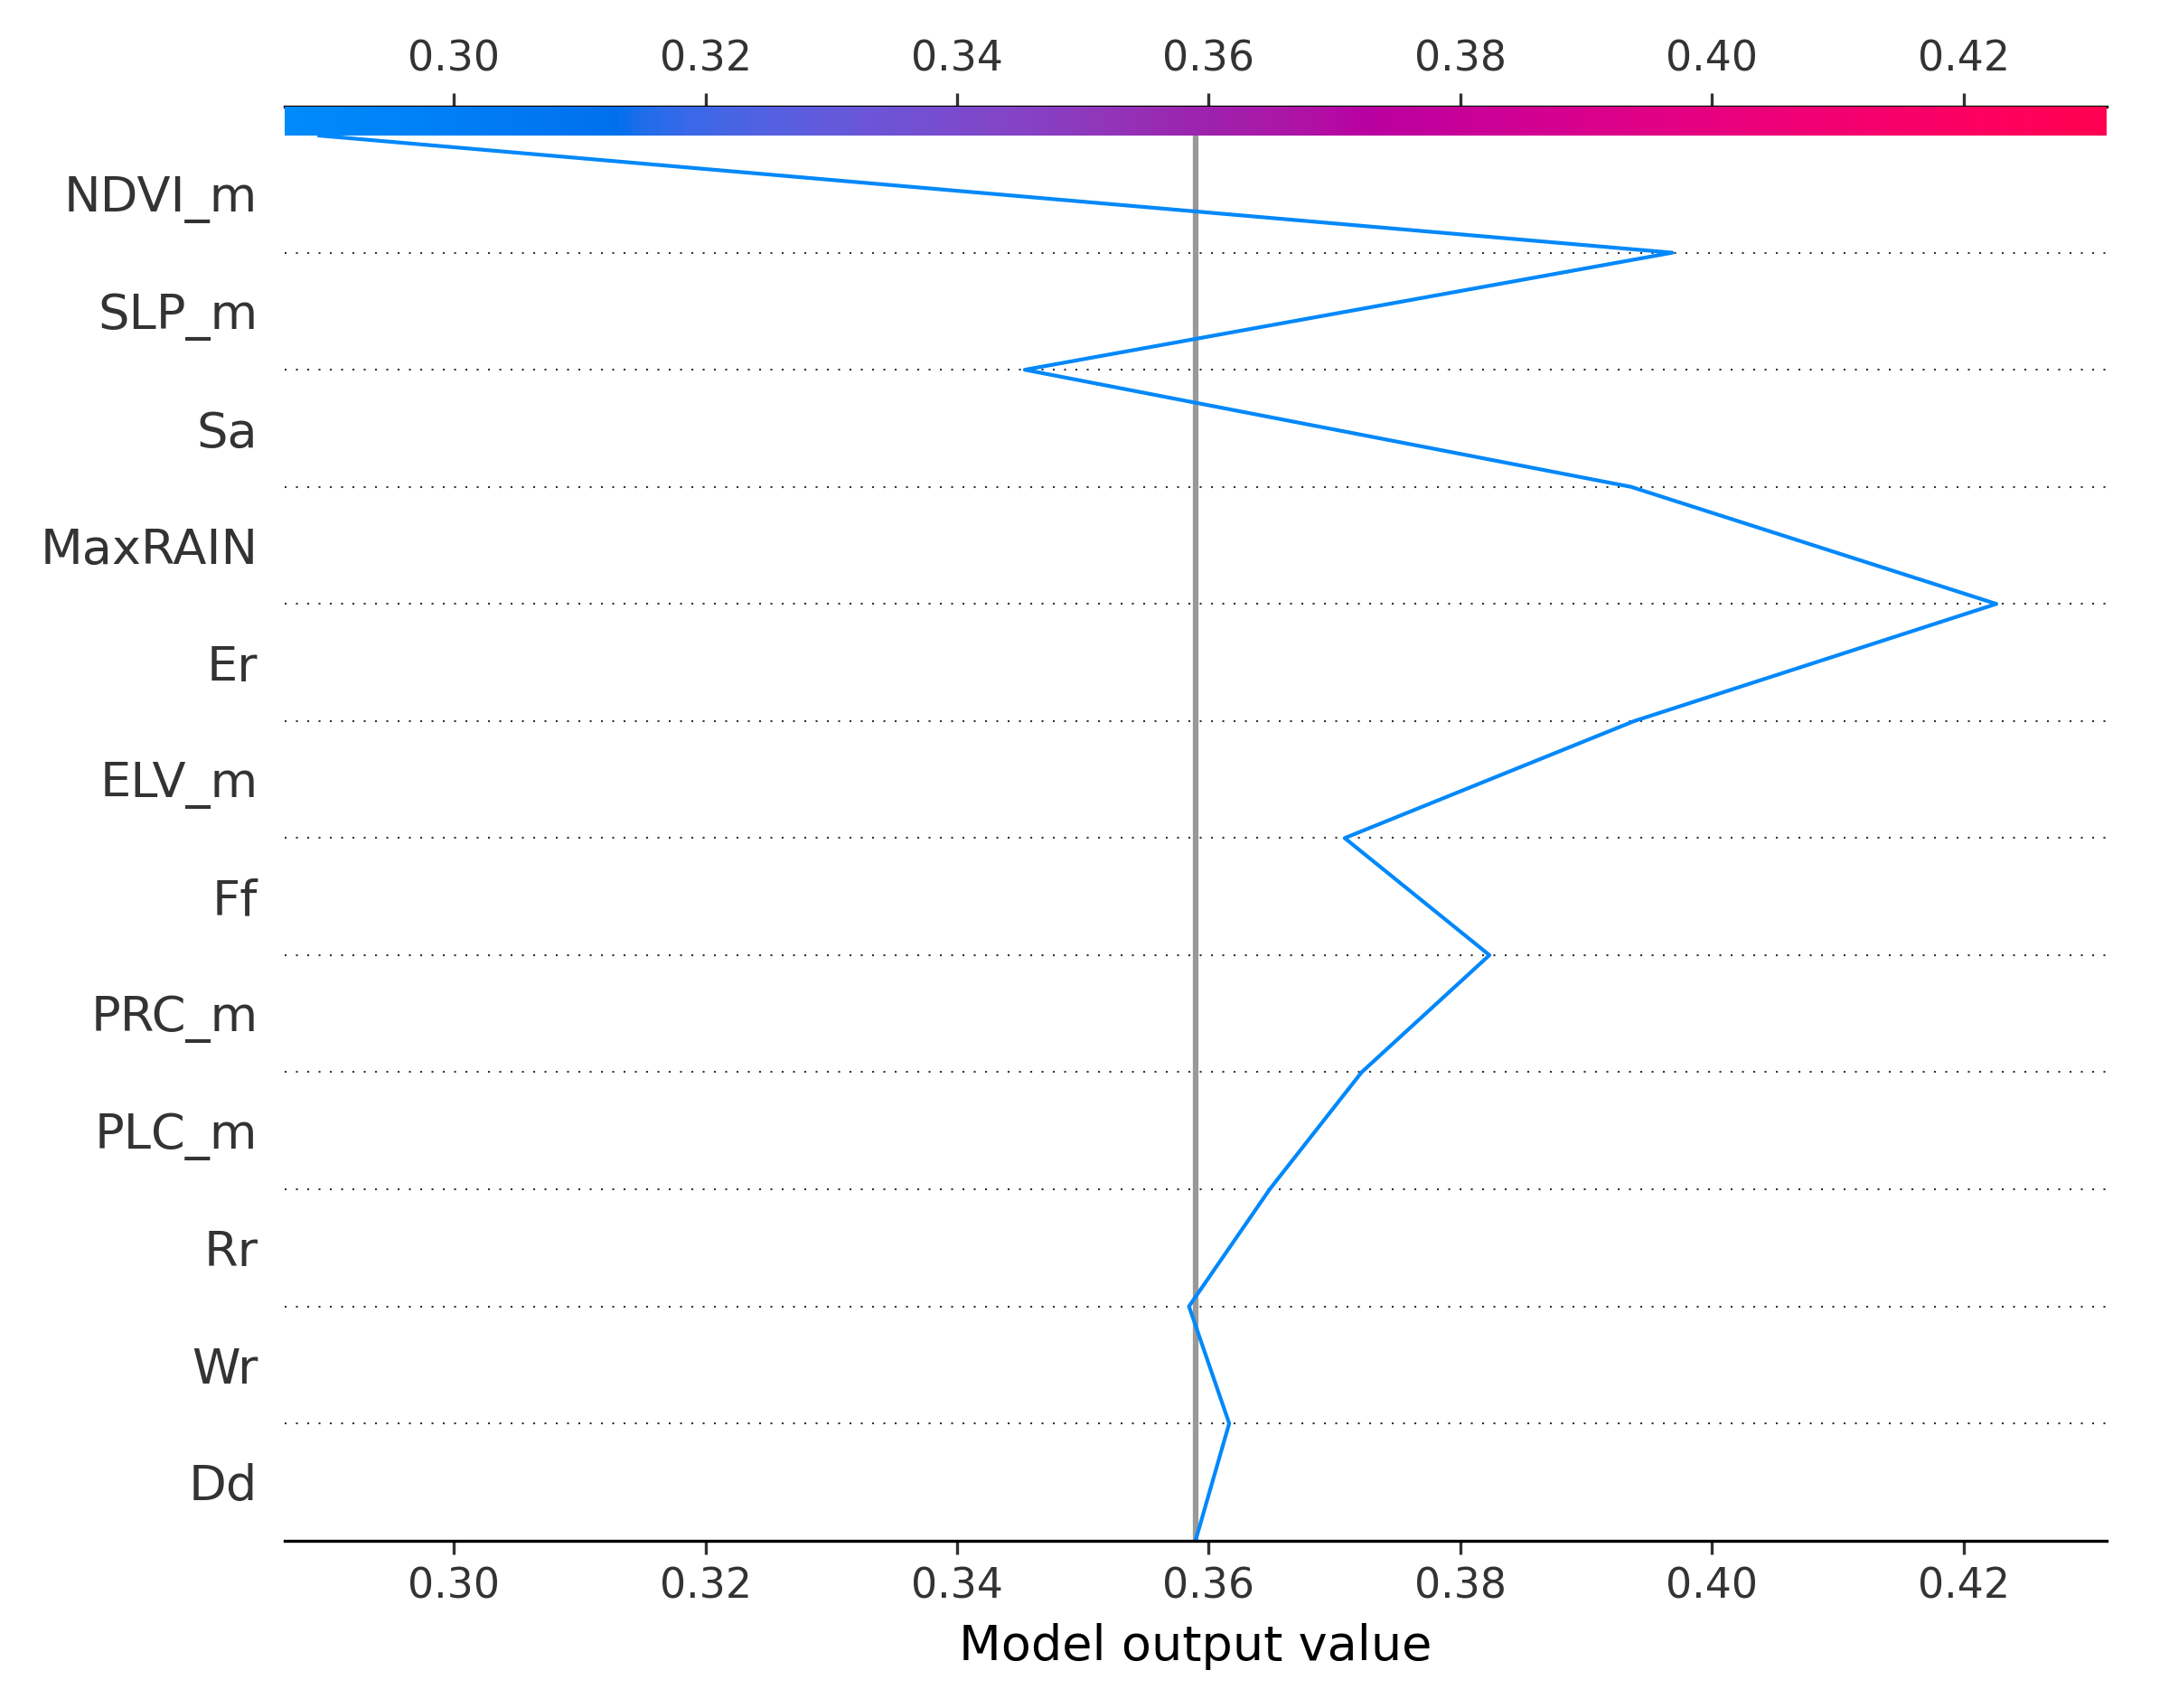 0.30 0.32 0.34 0.36 0.38 0.40 0.42
NDVI_m
SLP_m
Sa
MaxRAIN
Er
ELV_m
Ff
PRC_m
PLC_m
Rr
Wr
Dd
0.30 0.32 0.34 0.36 0.38 0.40 0.42
Model output value